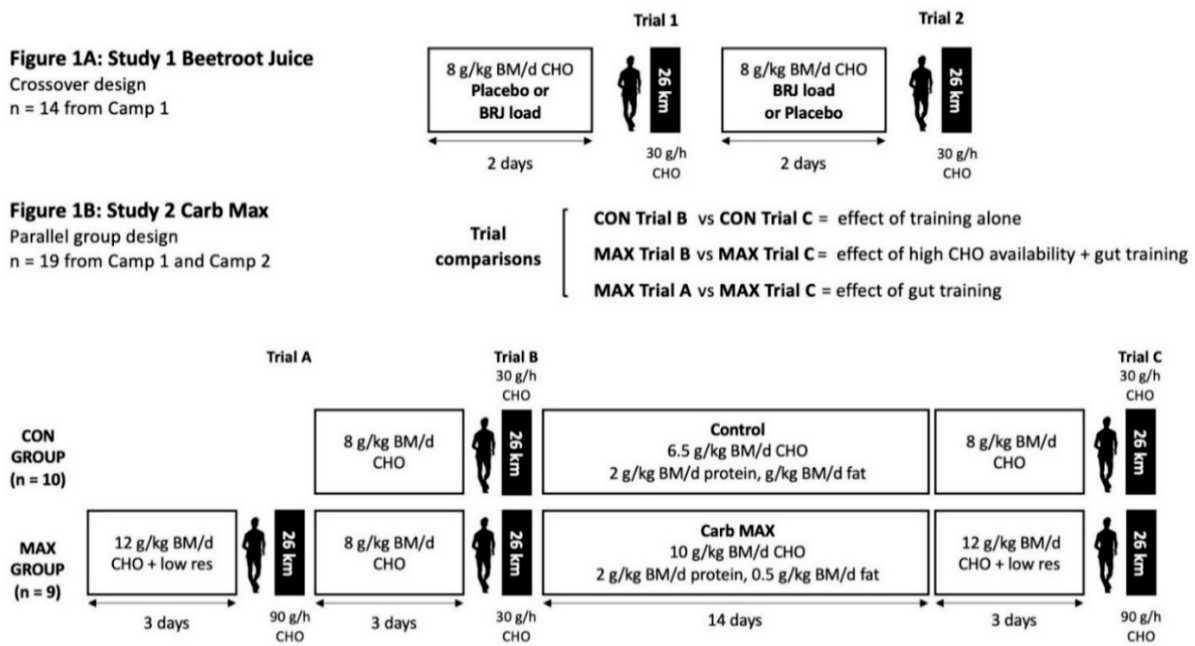 Figure 1A: Study 1 Beetroot Juice
Crossover design
n = 14 from Camp 1
Trial 1
Trial 2
8 g/kg BM/d CHO
Placebo or
BRJ load
26 km
8 g/kg BM/d CHO
BRJ load
or Placebo
26 km
2 days
30 g/h
CHO
2 days
30 g/h
CHO
Figure 1B: Study 2 Carb Max
Parallel group design
n = 19 from Camp 1 and Camp 2
Trial
comparisons
CON Trial B vs CON Trial C = effect of training alone
MAX Trial B vs MAX Trial C = effect of high CHO availability + gut training
MAX Trial A vs MAX Trial C = effect of gut training
Trial A
Trial B
30 g/h
CHO
Trial C
30 g/h
CHO
CON
GROUP
(n = 10)
8 g/kg BM/d
CHO
26 km
Control
6.5 g/kg BM/d CHO
2 g/kg BM/d protein, g/kg BM/d fat
8 g/kg BM/d
CHO
26 km
MAX
GROUP
(n = 9)
12 g/kg BM/d
CHO + low res
26 km
8 g/kg BM/d
CHO
26 km
Carb MAX
10 g/kg BM/d CHO
2 g/kg BM/d protein, 0.5 g/kg BM/d fat
12 g/kg BM/d
CHO + low res
26 km
3 days
90 g/h
CHO
3 days
30 g/h
CHO
14 days
3 days
90 g/h
CHO